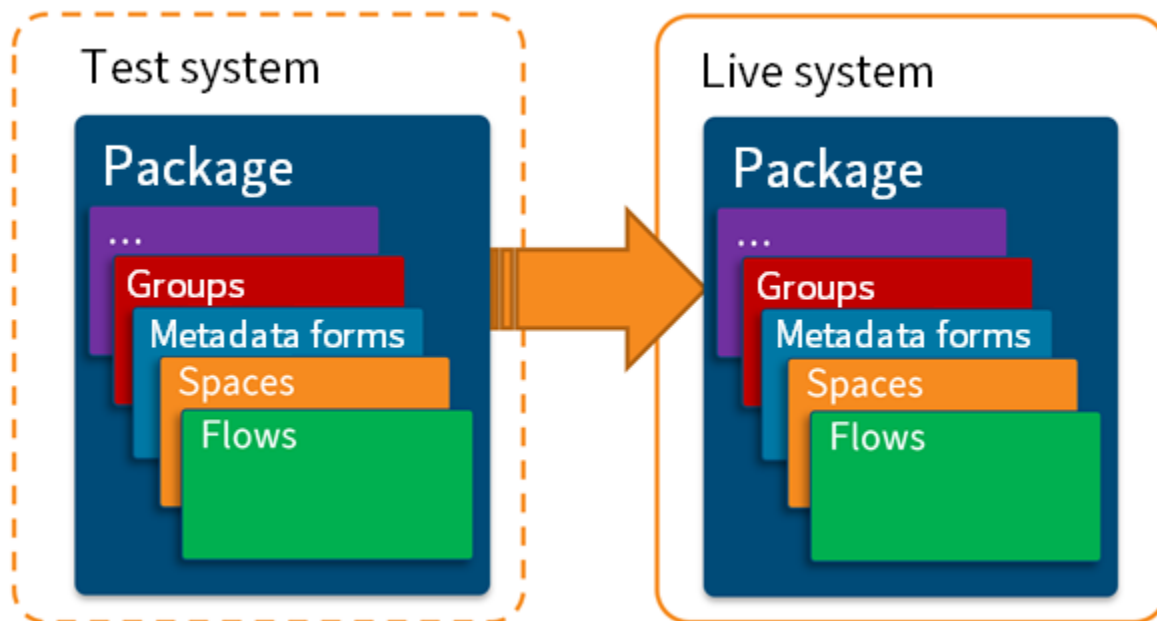 Test system
Package
...
Groups
Metadata forms
Spaces
Flows
Live system
Package
...
Groups
Metadata forms
Spaces
Flows